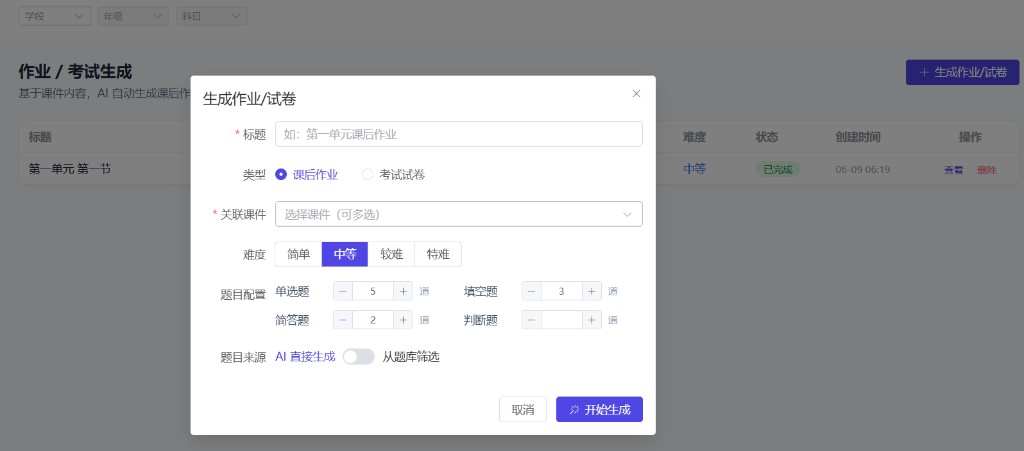 学校 年级 科目
作业 / 考试生成
+ 生成作业/试卷
基于课件内容，AI 自动生成课后作
标题 难度 状态 创建时间 操作
第一单元 第一节 中等 已完成 06-09 06:19 查看 删除
生成作业/试卷
* 标题 如：第一单元课后作业
类型 课后作业 考试试卷
* 关联课件 选择课件（可多选）
难度 简单 中等 较难 特难
题目配置 单选题 − 5 + 道 填空题 − 3 + 道
简答题 − 2 + 道 判断题 − + 道
题目来源 AI 直接生成 从题库筛选
取消 开始生成